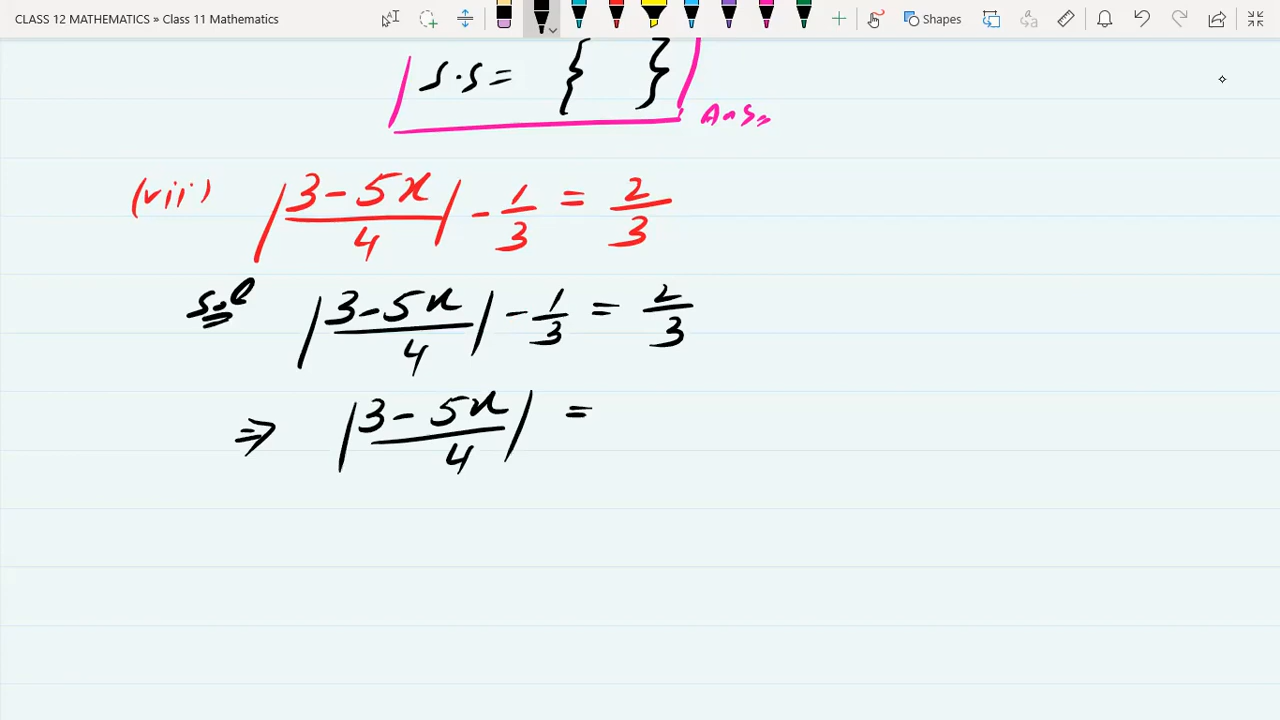 CLASS 12 MATHEMATICS » Class 11 Mathematics
Shapes
S.S = { }
Ans
(vii) |(3-5x)/4| - 1/3 = 2/3
Sol |(3-5x)/4| - 1/3 = 2/3
⇒ |(3-5x)/4| =